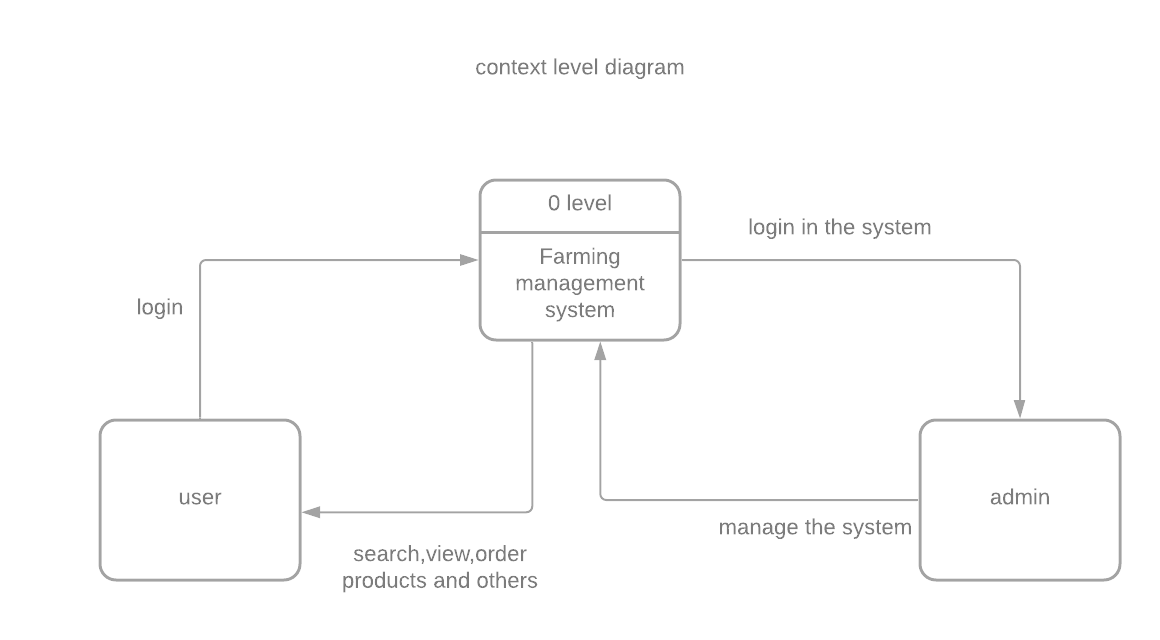 context level diagram
0 level
Farming
management
system
login in the system
login
user
admin
manage the system
search,view,order
products and others